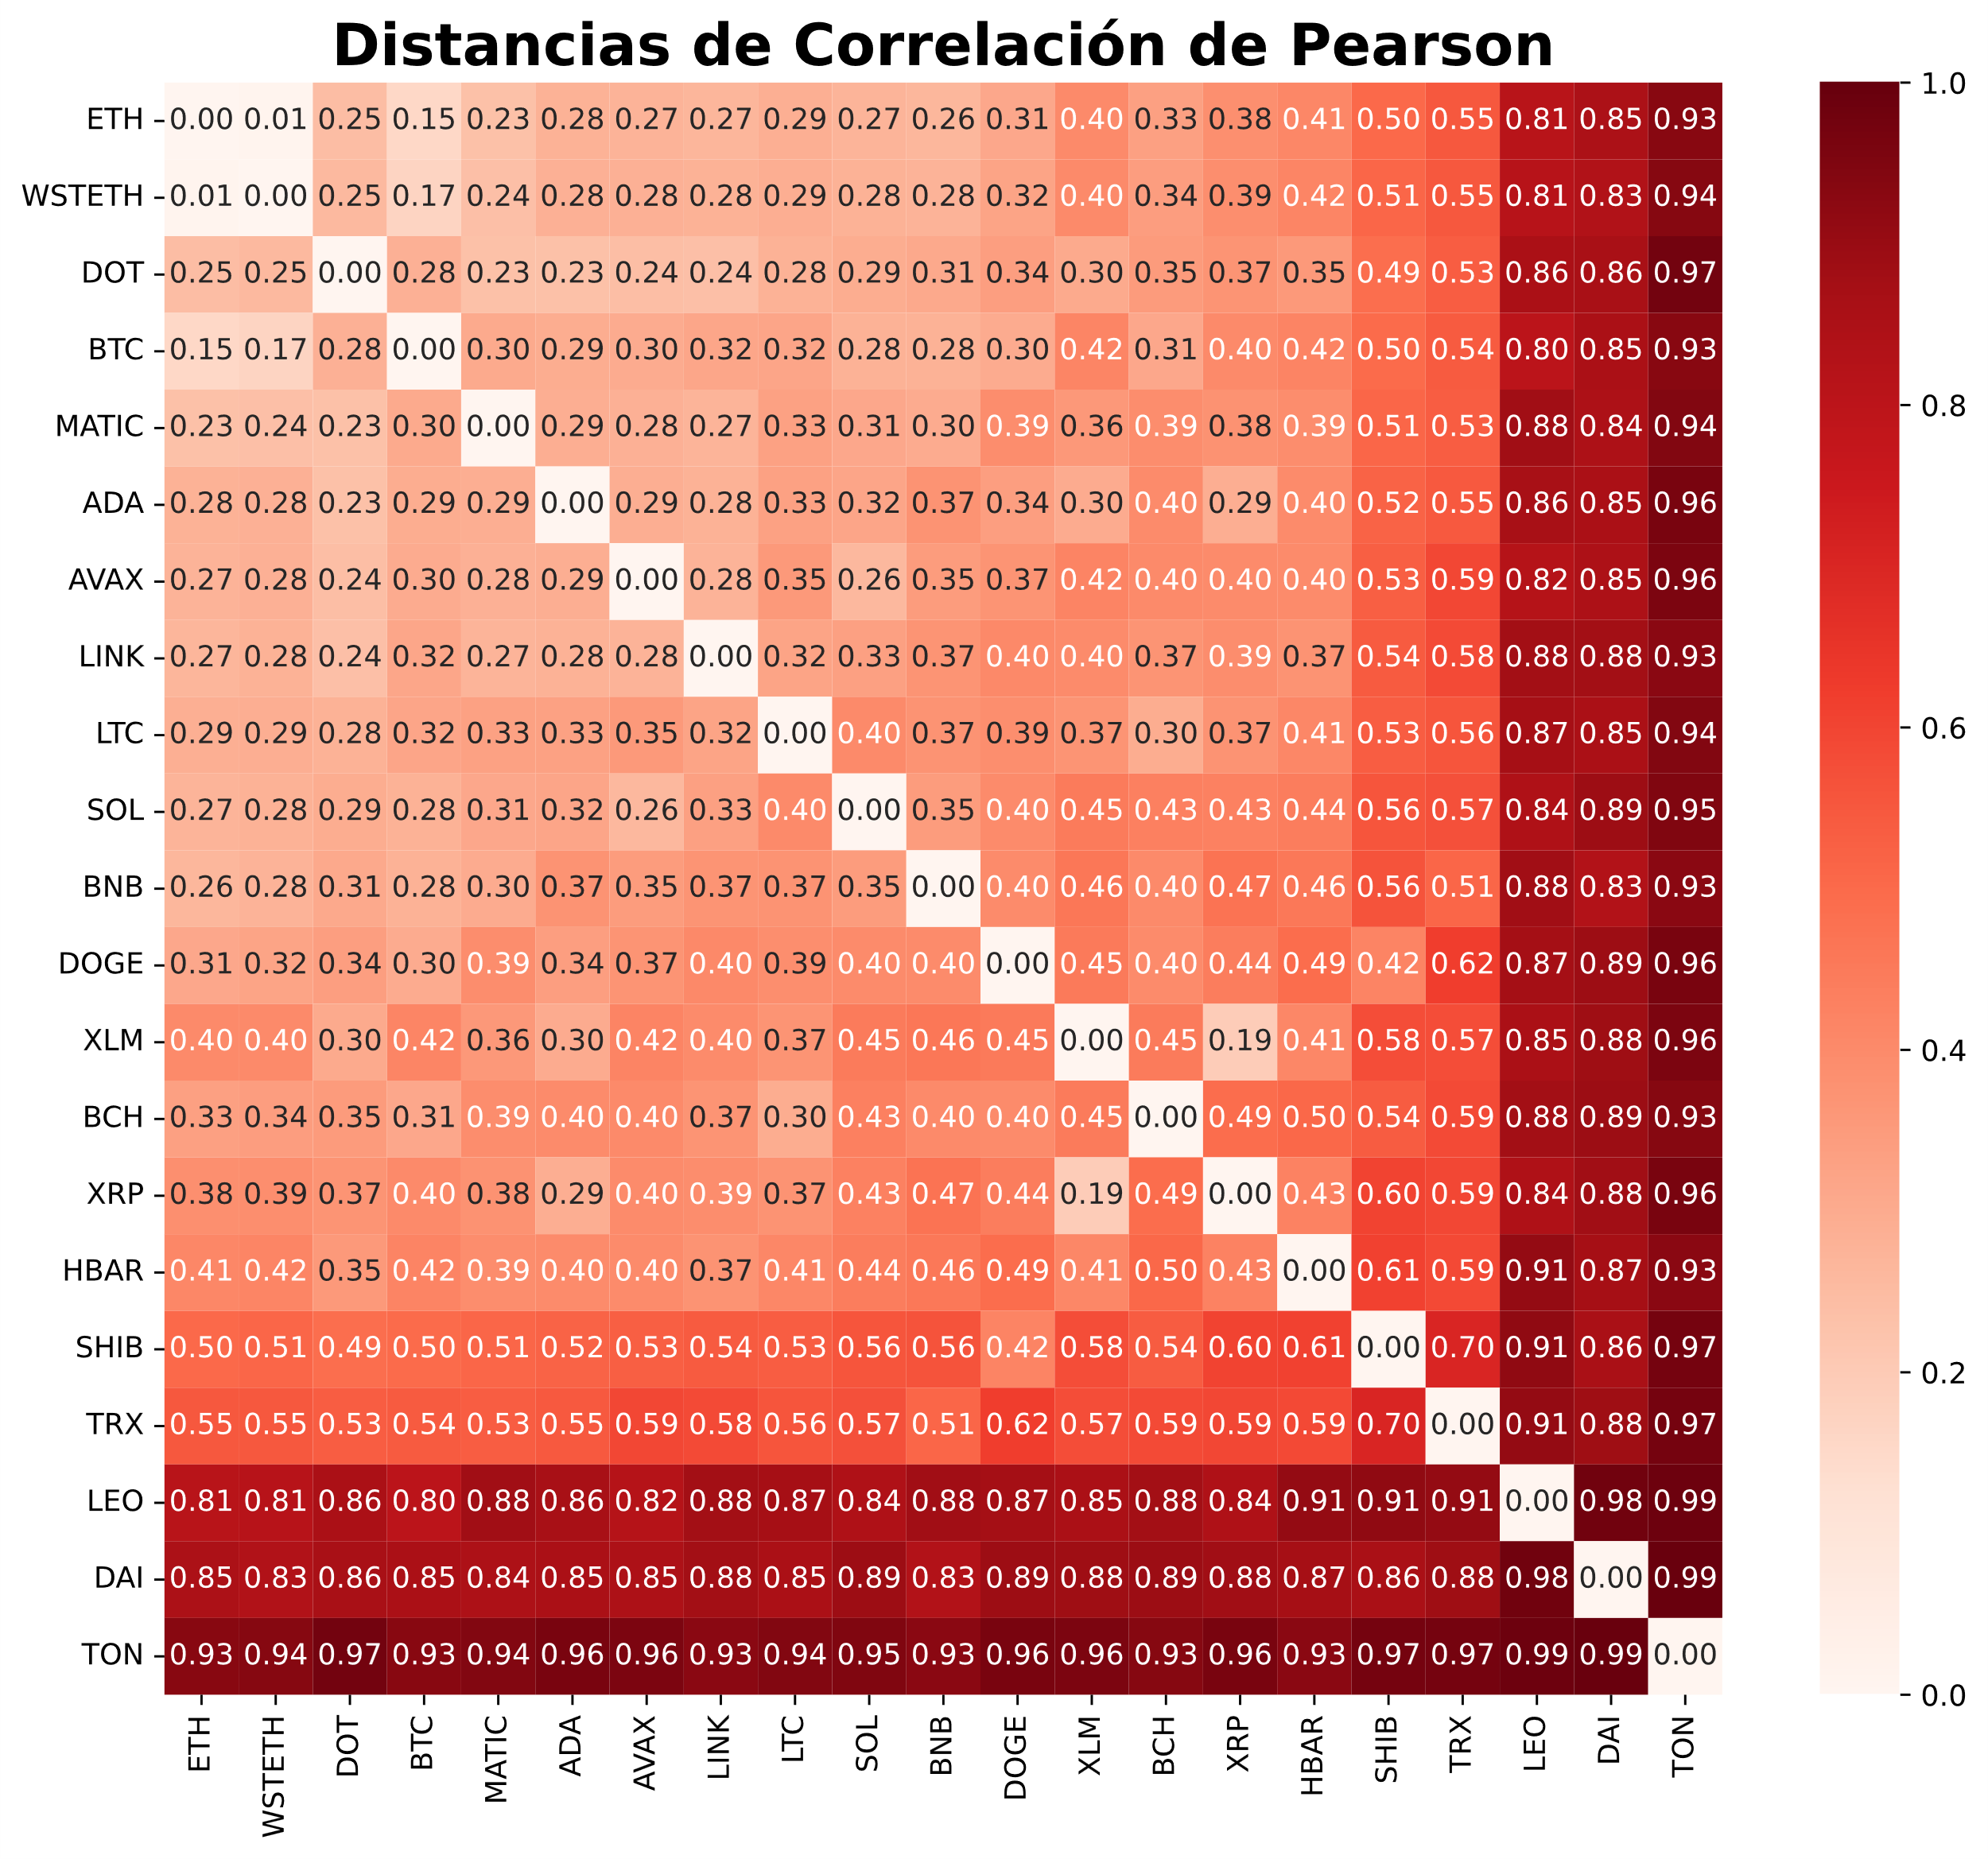 Distancias de Correlación de Pearson
ETH 0.00 0.01 0.25 0.15 0.23 0.28 0.27 0.27 0.29 0.27 0.26 0.31 0.40 0.33 0.38 0.41 0.50 0.55 0.81 0.85 0.93
WSTETH 0.01 0.00 0.25 0.17 0.24 0.28 0.28 0.28 0.29 0.28 0.28 0.32 0.40 0.34 0.39 0.42 0.51 0.55 0.81 0.83 0.94
DOT 0.25 0.25 0.00 0.28 0.23 0.23 0.24 0.24 0.28 0.29 0.31 0.34 0.30 0.35 0.37 0.35 0.49 0.53 0.86 0.86 0.97
BTC 0.15 0.17 0.28 0.00 0.30 0.29 0.30 0.32 0.32 0.28 0.28 0.30 0.42 0.31 0.40 0.42 0.50 0.54 0.80 0.85 0.93
MATIC 0.23 0.24 0.23 0.30 0.00 0.29 0.28 0.27 0.33 0.31 0.30 0.39 0.36 0.39 0.38 0.39 0.51 0.53 0.88 0.84 0.94
ADA 0.28 0.28 0.23 0.29 0.29 0.00 0.29 0.28 0.33 0.32 0.37 0.34 0.30 0.40 0.29 0.40 0.52 0.55 0.86 0.85 0.96
AVAX 0.27 0.28 0.24 0.30 0.28 0.29 0.00 0.28 0.35 0.26 0.35 0.37 0.42 0.40 0.40 0.40 0.53 0.59 0.82 0.85 0.96
LINK 0.27 0.28 0.24 0.32 0.27 0.28 0.28 0.00 0.32 0.33 0.37 0.40 0.40 0.37 0.39 0.37 0.54 0.58 0.88 0.88 0.93
LTC 0.29 0.29 0.28 0.32 0.33 0.33 0.35 0.32 0.00 0.40 0.37 0.39 0.37 0.30 0.37 0.41 0.53 0.56 0.87 0.85 0.94
SOL 0.27 0.28 0.29 0.28 0.31 0.32 0.26 0.33 0.40 0.00 0.35 0.40 0.45 0.43 0.43 0.44 0.56 0.57 0.84 0.89 0.95
BNB 0.26 0.28 0.31 0.28 0.30 0.37 0.35 0.37 0.37 0.35 0.00 0.40 0.46 0.40 0.47 0.46 0.56 0.51 0.88 0.83 0.93
DOGE 0.31 0.32 0.34 0.30 0.39 0.34 0.37 0.40 0.39 0.40 0.40 0.00 0.45 0.40 0.44 0.49 0.42 0.62 0.87 0.89 0.96
XLM 0.40 0.40 0.30 0.42 0.36 0.30 0.42 0.40 0.37 0.45 0.46 0.45 0.00 0.45 0.19 0.41 0.58 0.57 0.85 0.88 0.96
BCH 0.33 0.34 0.35 0.31 0.39 0.40 0.40 0.37 0.30 0.43 0.40 0.40 0.45 0.00 0.49 0.50 0.54 0.59 0.88 0.89 0.93
XRP 0.38 0.39 0.37 0.40 0.38 0.29 0.40 0.39 0.37 0.43 0.47 0.44 0.19 0.49 0.00 0.43 0.60 0.59 0.84 0.88 0.96
HBAR 0.41 0.42 0.35 0.42 0.39 0.40 0.40 0.37 0.41 0.44 0.46 0.49 0.41 0.50 0.43 0.00 0.61 0.59 0.91 0.87 0.93
SHIB 0.50 0.51 0.49 0.50 0.51 0.52 0.53 0.54 0.53 0.56 0.56 0.42 0.58 0.54 0.60 0.61 0.00 0.70 0.91 0.86 0.97
TRX 0.55 0.55 0.53 0.54 0.53 0.55 0.59 0.58 0.56 0.57 0.51 0.62 0.57 0.59 0.59 0.59 0.70 0.00 0.91 0.88 0.97
LEO 0.81 0.81 0.86 0.80 0.88 0.86 0.82 0.88 0.87 0.84 0.88 0.87 0.85 0.88 0.84 0.91 0.91 0.91 0.00 0.98 0.99
DAI 0.85 0.83 0.86 0.85 0.84 0.85 0.85 0.88 0.85 0.89 0.83 0.89 0.88 0.89 0.88 0.87 0.86 0.88 0.98 0.00 0.99
TON 0.93 0.94 0.97 0.93 0.94 0.96 0.96 0.93 0.94 0.95 0.93 0.96 0.96 0.93 0.96 0.93 0.97 0.97 0.99 0.99 0.00
ETH WSTETH DOT BTC MATIC ADA AVAX LINK LTC SOL BNB DOGE XLM BCH XRP HBAR SHIB TRX LEO DAI TON
1.0
0.8
0.6
0.4
0.2
0.0